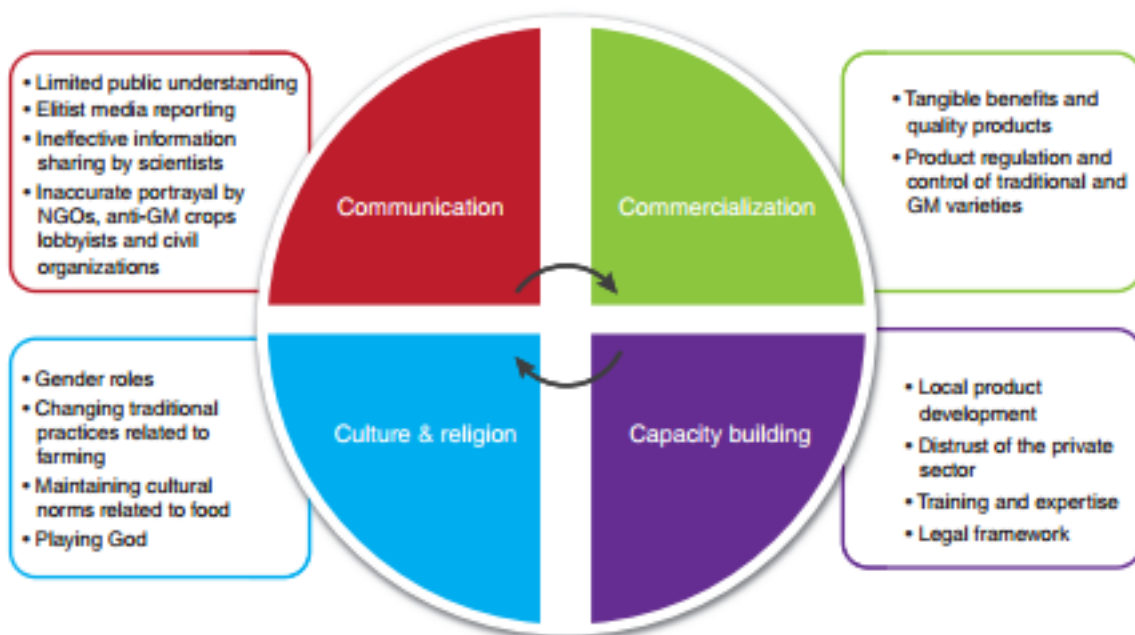 • Limited public understanding
• Elitist media reporting
• Ineffective information
sharing by scientists
• Inaccurate portrayal by
NGOs, anti-GM crops
lobbyists and civil
organizations
Communication
Commercialization
• Tangible benefits and
quality products
• Product regulation and
control of traditional and
GM varieties
• Gender roles
• Changing traditional
practices related to
farming
• Maintaining cultural
norms related to food
• Playing God
Culture & religion
Capacity building
• Local product
development
• Distrust of the private
sector
• Training and expertise
• Legal framework